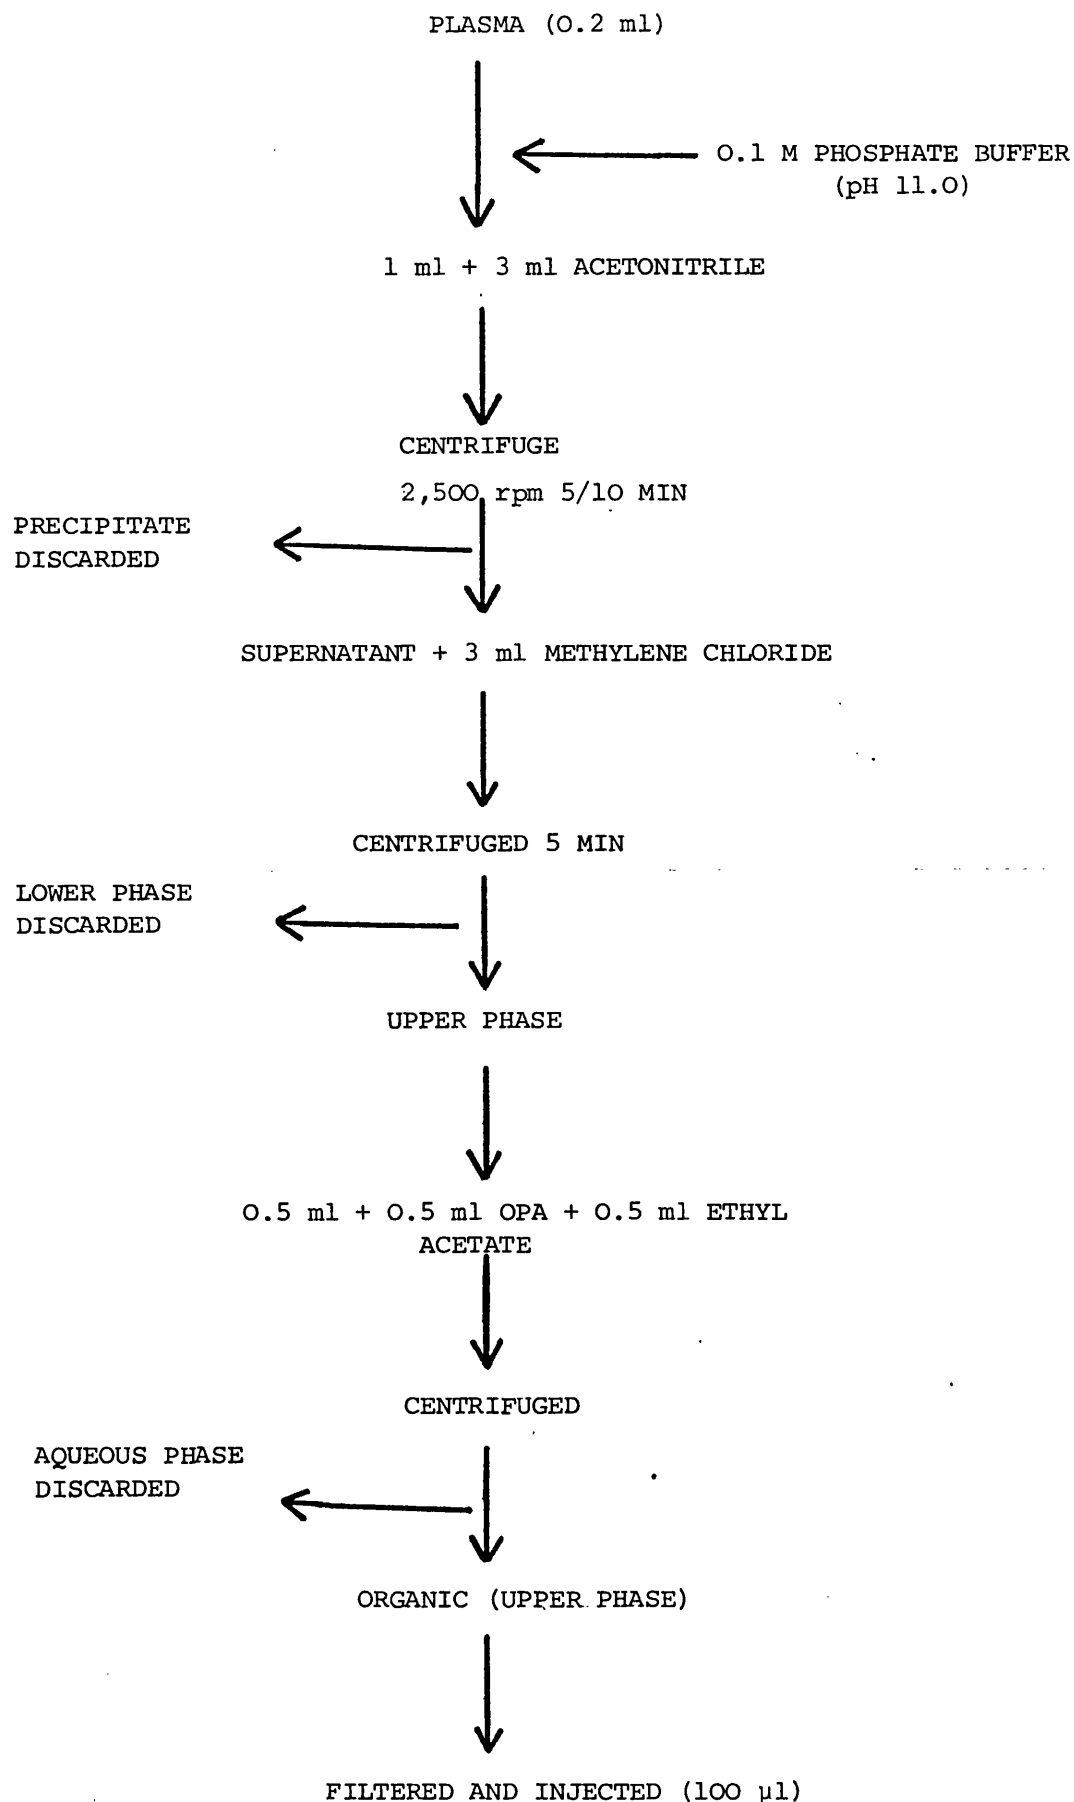 PLASMA (0.2 ml)
0.1 M PHOSPHATE BUFFER
(pH 11.0)
1 ml + 3 ml ACETONITRILE
CENTRIFUGE
2,500 rpm 5/10 MIN
PRECIPITATE
DISCARDED
SUPERNATANT + 3 ml METHYLENE CHLORIDE
CENTRIFUGED 5 MIN
LOWER PHASE
DISCARDED
UPPER PHASE
0.5 ml + 0.5 ml OPA + 0.5 ml ETHYL
ACETATE
CENTRIFUGED
AQUEOUS PHASE
DISCARDED
ORGANIC (UPPER PHASE)
FILTERED AND INJECTED (100 µl)